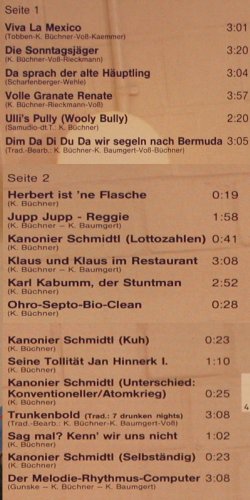 Seite 1
Viva La Mexico 3:01
(Tobben-K. Büchner-Voß-Kaemmer)
Die Sonntagsjäger 3:20
(K. Büchner-Voß-Rieckmann)
Da sprach der alte Häuptling 3:04
(Scharfenberger-Wehle)
Volle Granate Renate 3:57
(K. Büchner-Rieckmann-Voß)
Ulli's Pully (Wooly Bully) 2:20
(Samudio-dt.T.: K. Büchner)
Dim Da Di Du Da wir segeln nach Bermuda 3:05
(Trad.-Bearb.: K. Büchner-K. Baumgert-Voß-Büchner)
Seite 2
Herbert ist 'ne Flasche 0:19
(K. Büchner)
Jupp Jupp - Reggie 1:58
(K. Büchner – K. Baumgert)
Kanonier Schmidtl (Lottozahlen) 0:41
(K. Büchner)
Klaus und Klaus im Restaurant 3:08
(K. Büchner – K. Baumgert)
Karl Kabumm, der Stuntman 2:52
(K. Büchner)
Ohro-Septo-Bio-Clean 0:28
(K. Büchner)
Kanonier Schmidtl (Kuh) 0:23
(K. Büchner)
Seine Tollität Jan Hinnerk I. 1:10
(K. Büchner)
Kanonier Schmidtl (Unterschied:
Konventioneller/Atomkrieg) 0:25
(K. Büchner)
Trunkenbold (Trad.: 7 drunken nights) 3:08
(Trad.-Bearb.: K. Büchner-K. Baumgert-Voß)
Sag mal? Kenn' wir uns nicht 1:02
(K. Büchner)
Kanonier Schmidtl (Selbständig) 0:23
(K. Büchner)
Der Melodie-Rhythmus-Computer 3:08
(Gunske – K. Büchner – K. Baumgert)
4